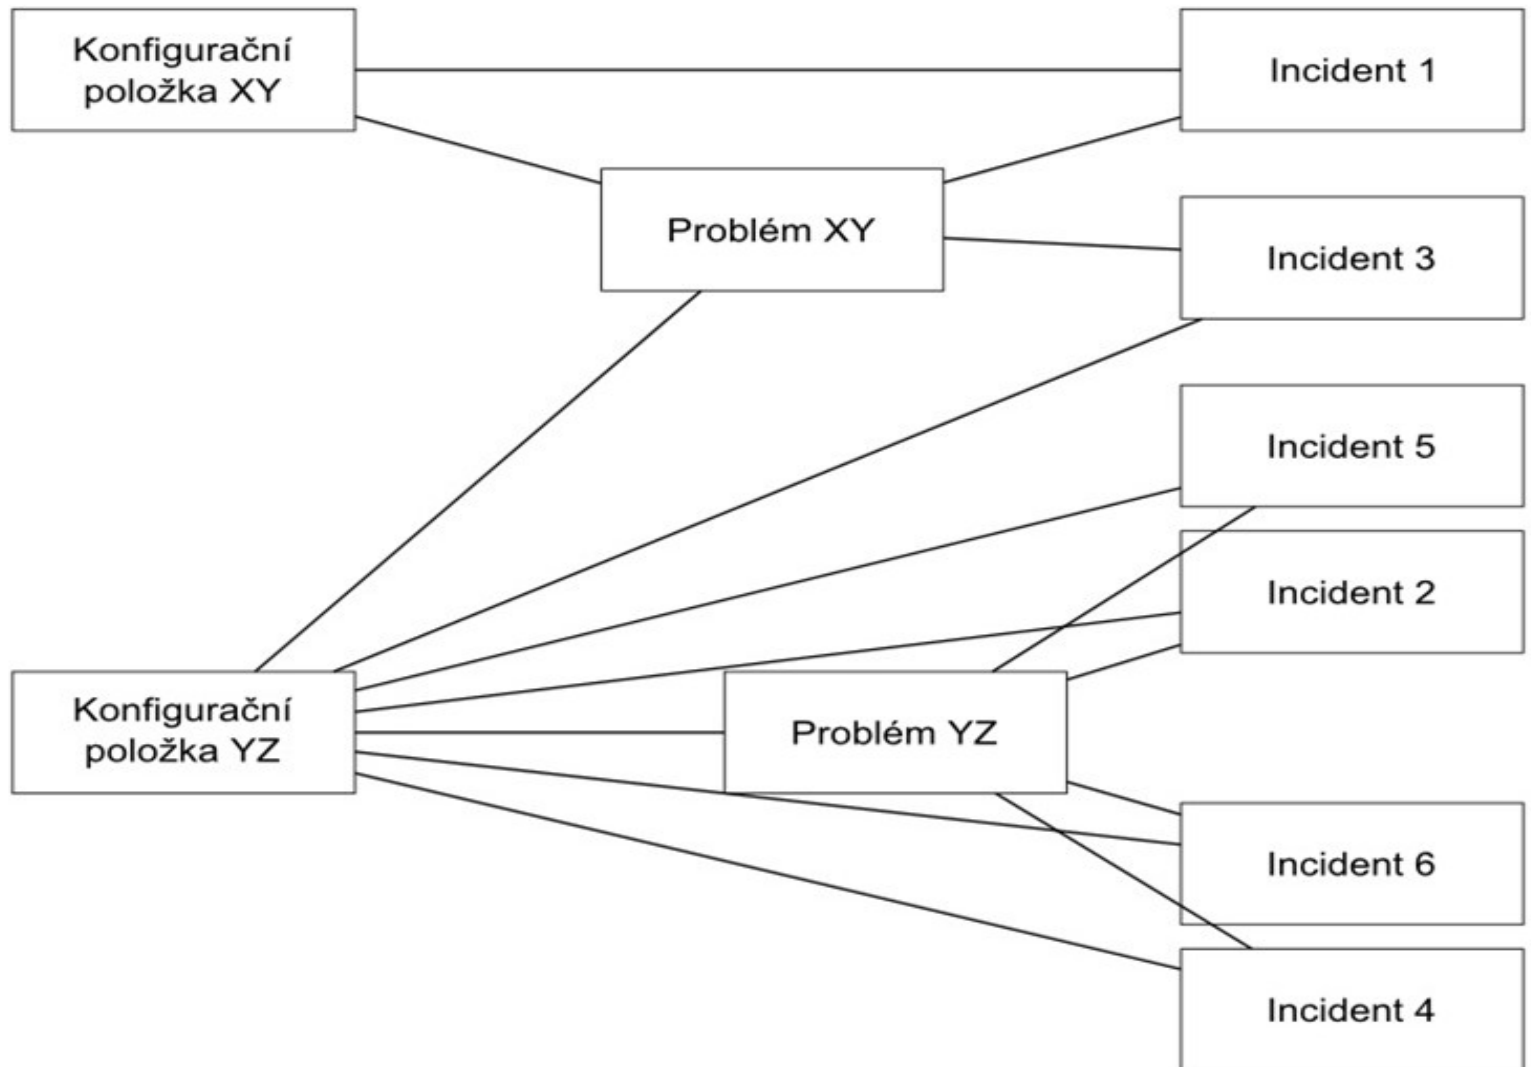 Konfigurační
položka XY
Incident 1
Problém XY
Incident 3
Incident 5
Incident 2
Konfigurační
položka YZ
Problém YZ
Incident 6
Incident 4